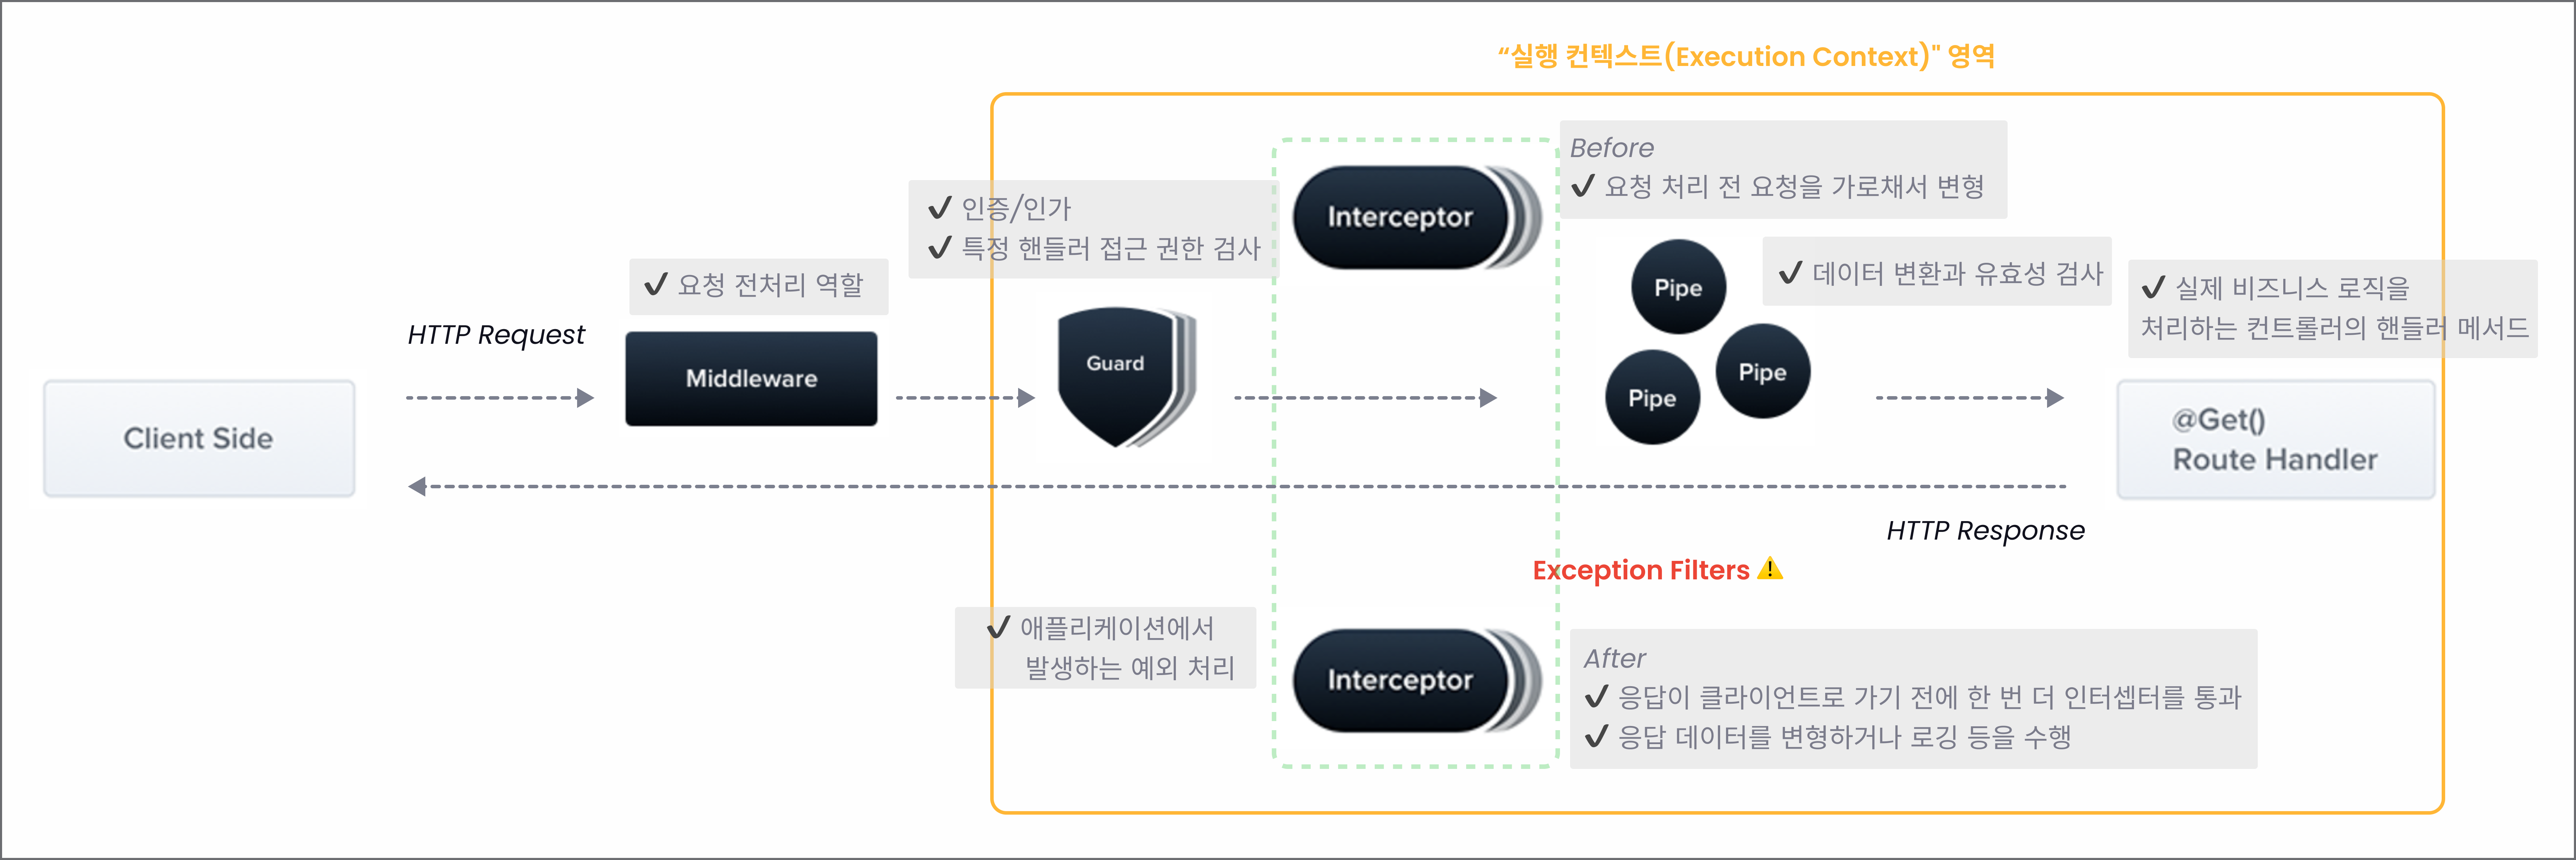 “실행 컨텍스트(Execution Context)" 영역
Before
✔ 요청 처리 전 요청을 가로채서 변형
Interceptor
✔ 인증/인가
✔ 특정 핸들러 접근 권한 검사
✔ 요청 전처리 역할
Pipe
✔ 데이터 변환과 유효성 검사
✔ 실제 비즈니스 로직을
처리하는 컨트롤러의 핸들러 메서드
HTTP Request
Middleware
Guard
Pipe
Pipe
Client Side
@Get()
Route Handler
HTTP Response
Exception Filters ⚠️
✔ 애플리케이션에서
발생하는 예외 처리
Interceptor
After
✔ 응답이 클라이언트로 가기 전에 한 번 더 인터셉터를 통과
✔ 응답 데이터를 변형하거나 로깅 등을 수행